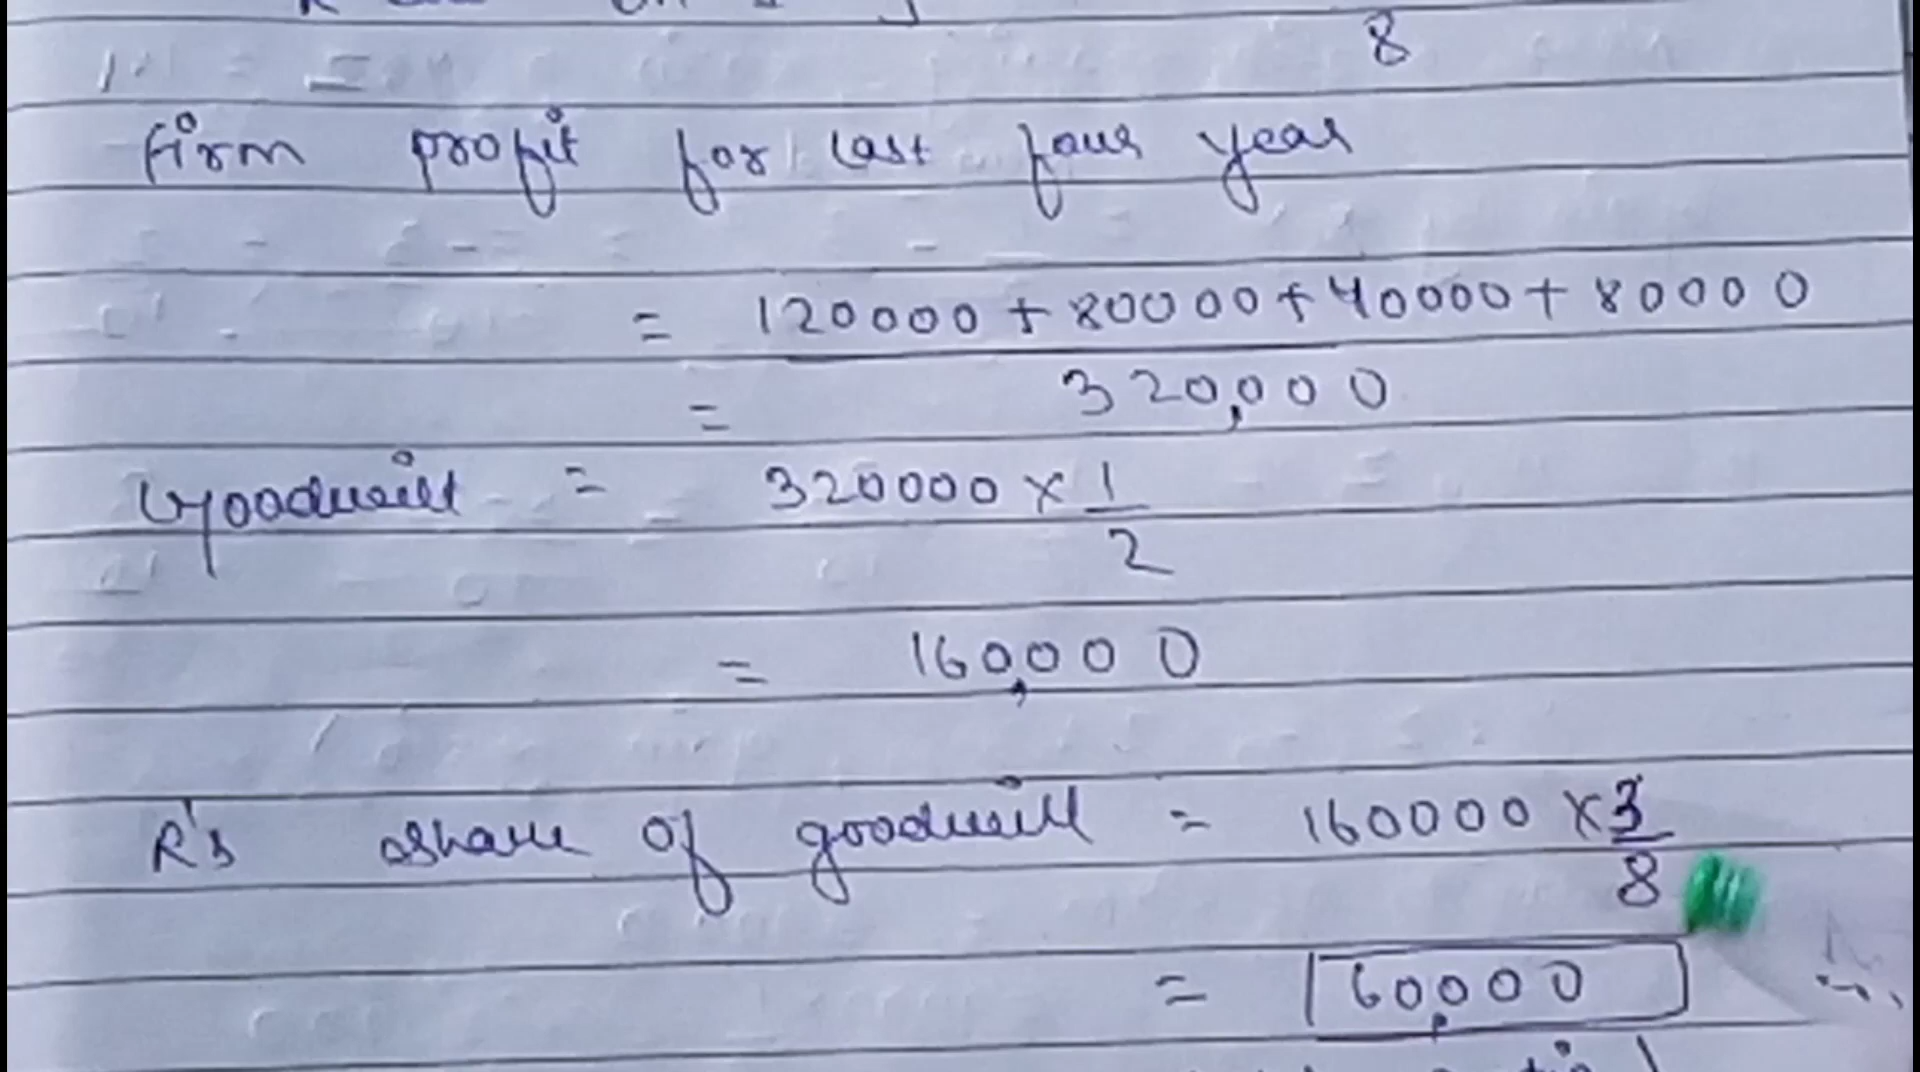 8
Firm profit for last four year
= 120000 + 80000 + 40000 + 80000
= 320,000
Goodwill = 320000 × 1
2
= 160,000
R's share of goodwill = 160000 × 3
8
= 60,000